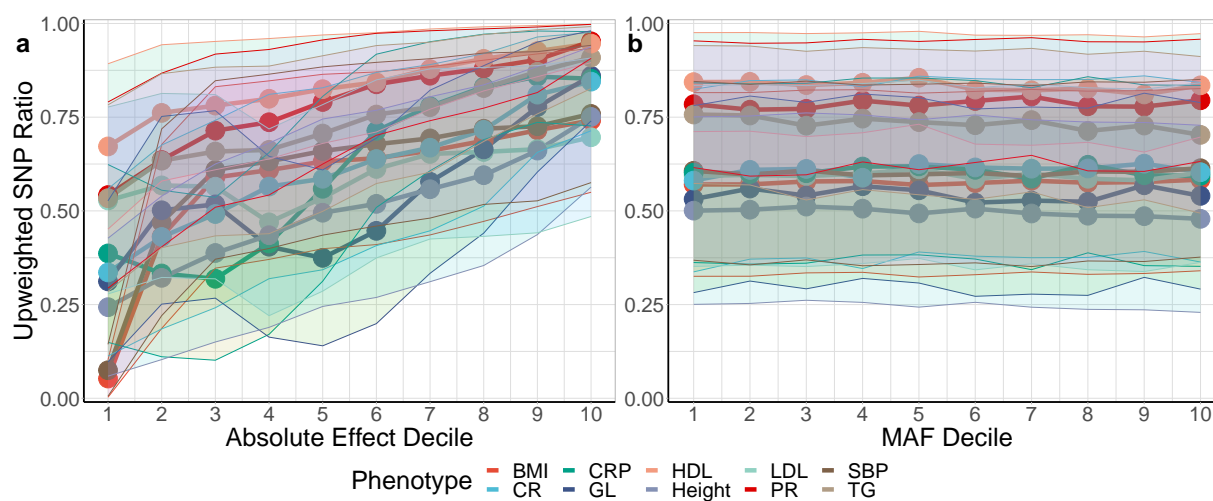 a
b
Upweighted SNP Ratio
1.00
0.75
0.50
0.25
0.00
1.00
0.75
0.50
0.25
0.00
1 2 3 4 5 6 7 8 9 10
1 2 3 4 5 6 7 8 9 10
Absolute Effect Decile
MAF Decile
Phenotype
BMI CRP HDL LDL SBP
CR GL Height PR TG